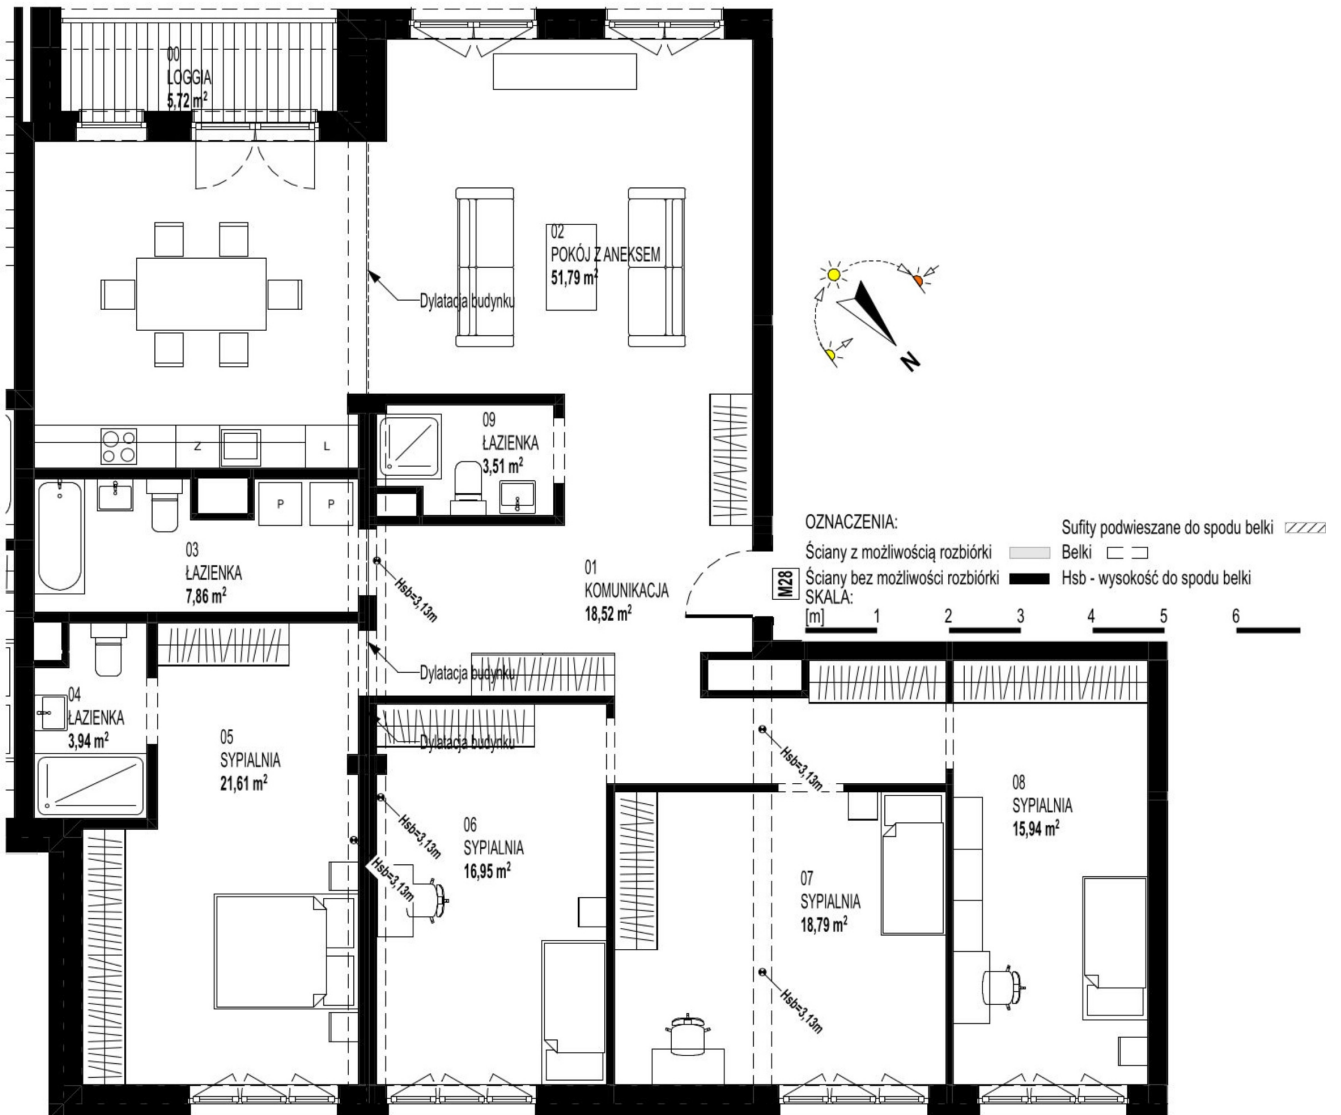 00
LOGGIA
5,72 m²
02
POKÓJ Z ANEKSEM
51,79 m²
Dylatacja budynku
N
09
ŁAZIENKA
3,51 m²
Z
L
P
P
03
ŁAZIENKA
7,86 m²
Hsb=3,13m
01
KOMUNIKACJA
18,52 m²
M28
OZNACZENIA:
Ściany z możliwością rozbiórki
Ściany bez możliwości rozbiórki
Sufity podwieszane do spodu belki
Belki
Hsb - wysokość do spodu belki
SKALA:
[m] 1 2 3 4 5 6
Dylatacja budynku
04
ŁAZIENKA
3,94 m²
05
SYPIALNIA
21,61 m²
Dylatacja budynku
Hsb=3,13m
Hsb=3,13m
Hsb=3,13m
06
SYPIALNIA
16,95 m²
07
SYPIALNIA
18,79 m²
Hsb=3,13m
08
SYPIALNIA
15,94 m²